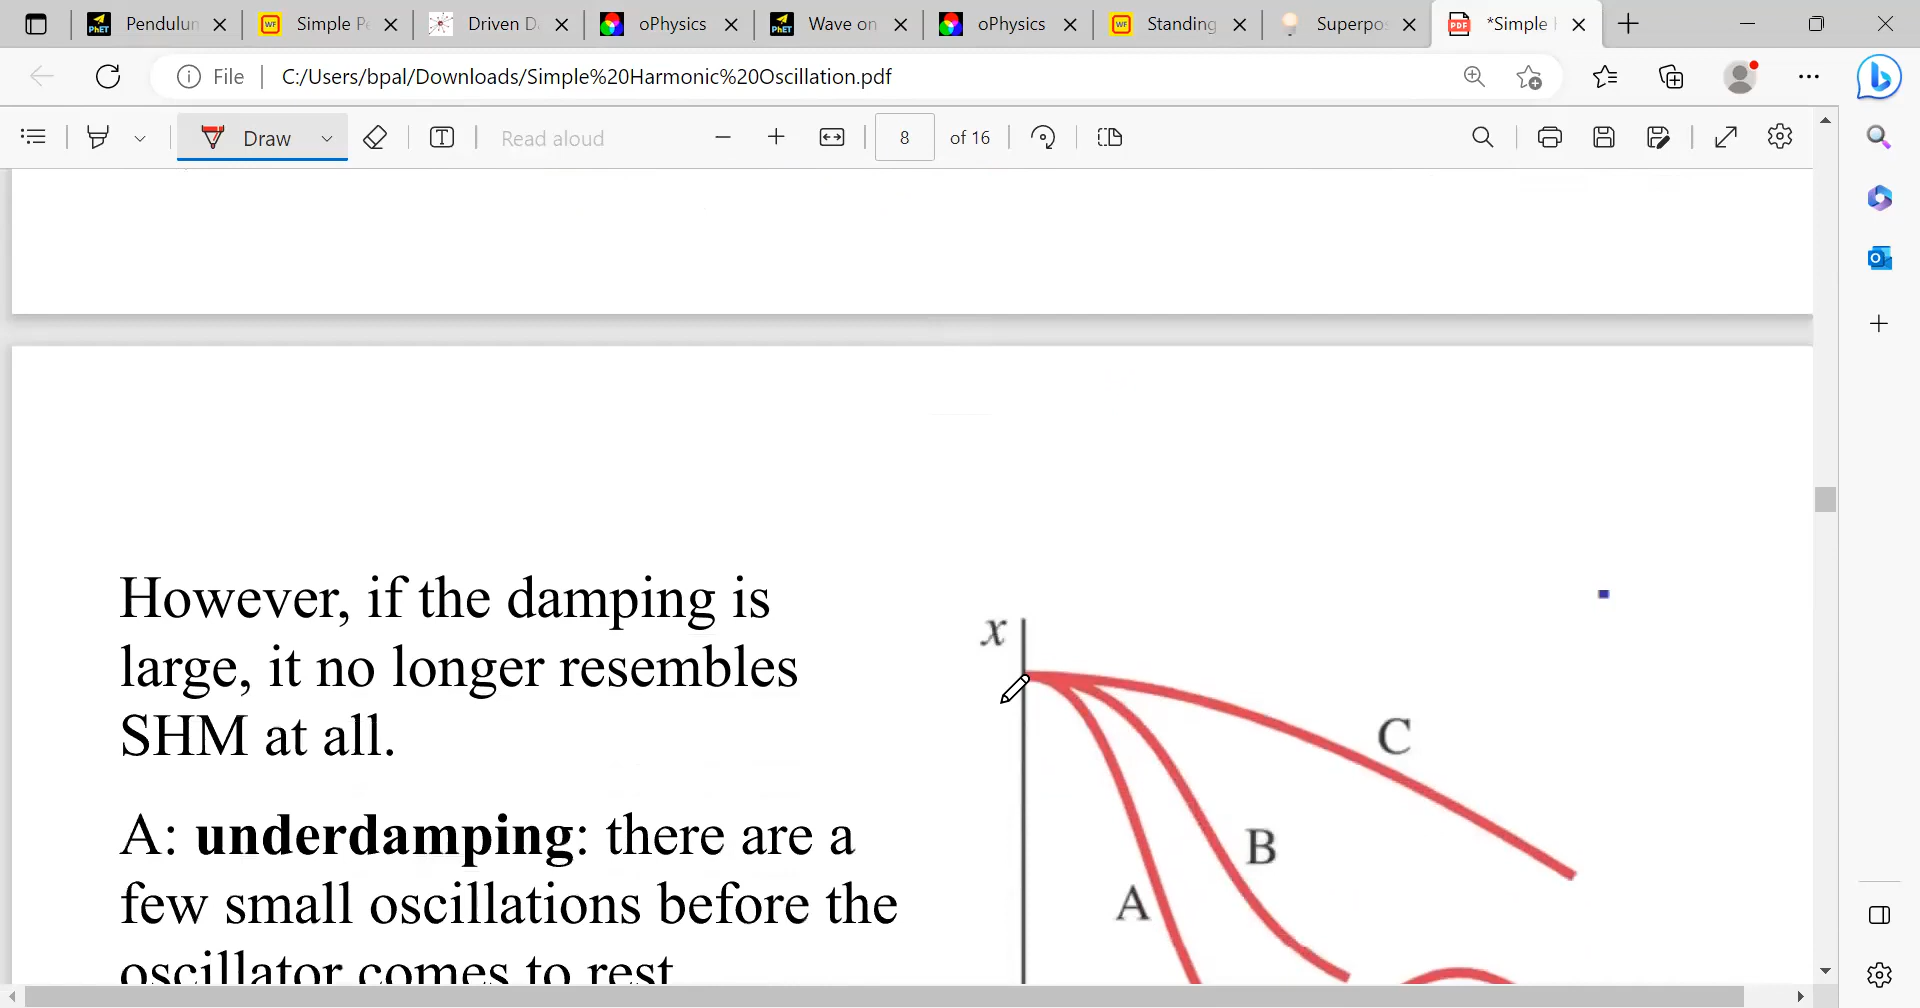 Pendulun
Simple Pe
Driven D
oPhysics
Wave on
oPhysics
Standing
Superpo
*Simple
File
C:/Users/bpal/Downloads/Simple%20Harmonic%20Oscillation.pdf
Draw
Read aloud
8
of 16
However, if the damping is
large, it no longer resembles
SHM at all.
A: underdamping: there are a
few small oscillations before the
oscillator comes to rest
x
C
B
A